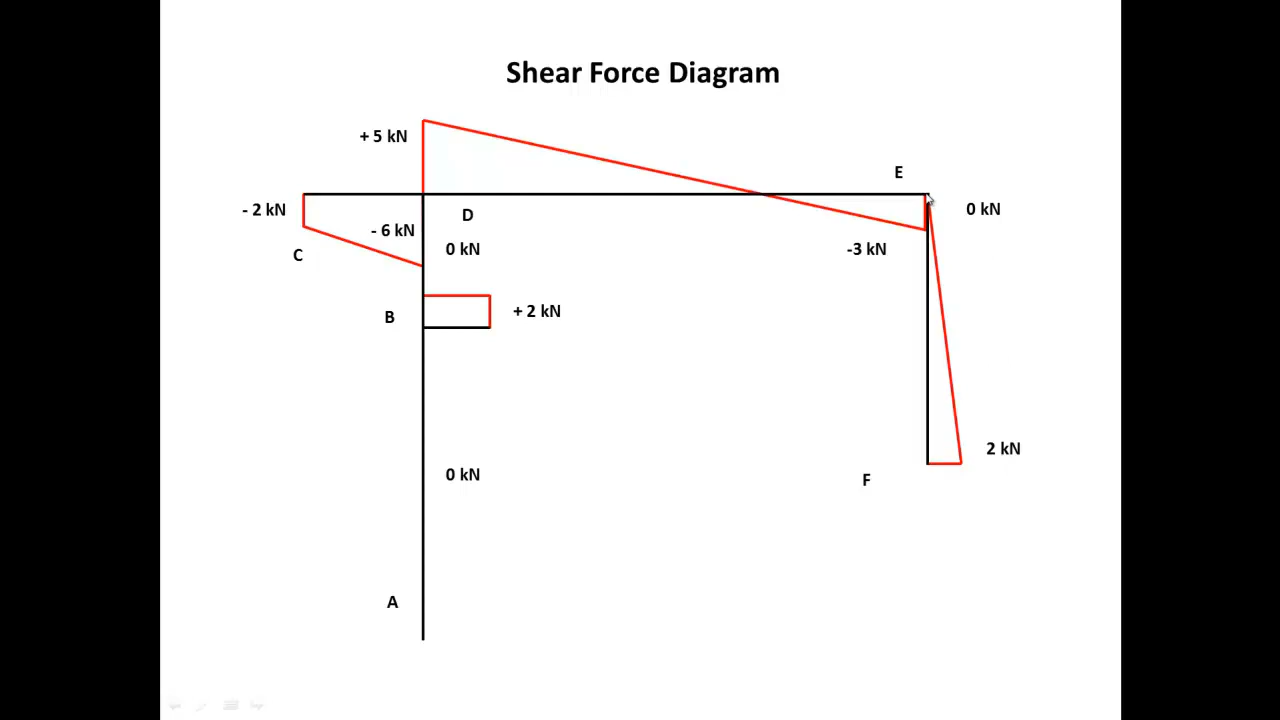 Shear Force Diagram
+ 5 kN
E
- 2 kN
D
0 kN
- 6 kN
C
0 kN
-3 kN
B
+ 2 kN
2 kN
0 kN
F
A